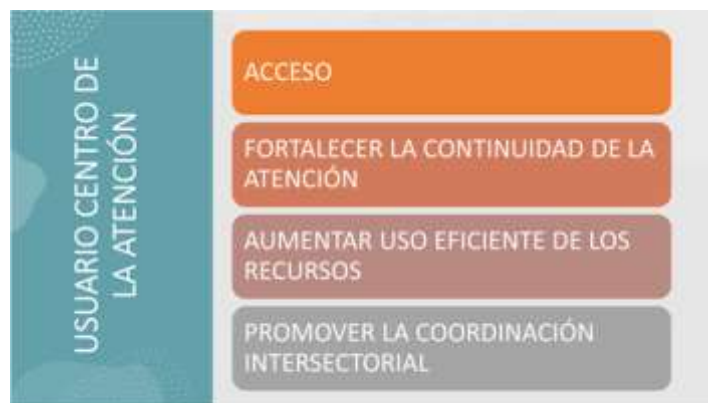 USUARIO CENTRO DE
LA ATENCIÓN
ACCESO
FORTALECER LA CONTINUIDAD DE LA
ATENCIÓN
AUMENTAR USO EFICIENTE DE LOS
RECURSOS
PROMOVER LA COORDINACIÓN
INTERSECTORIAL